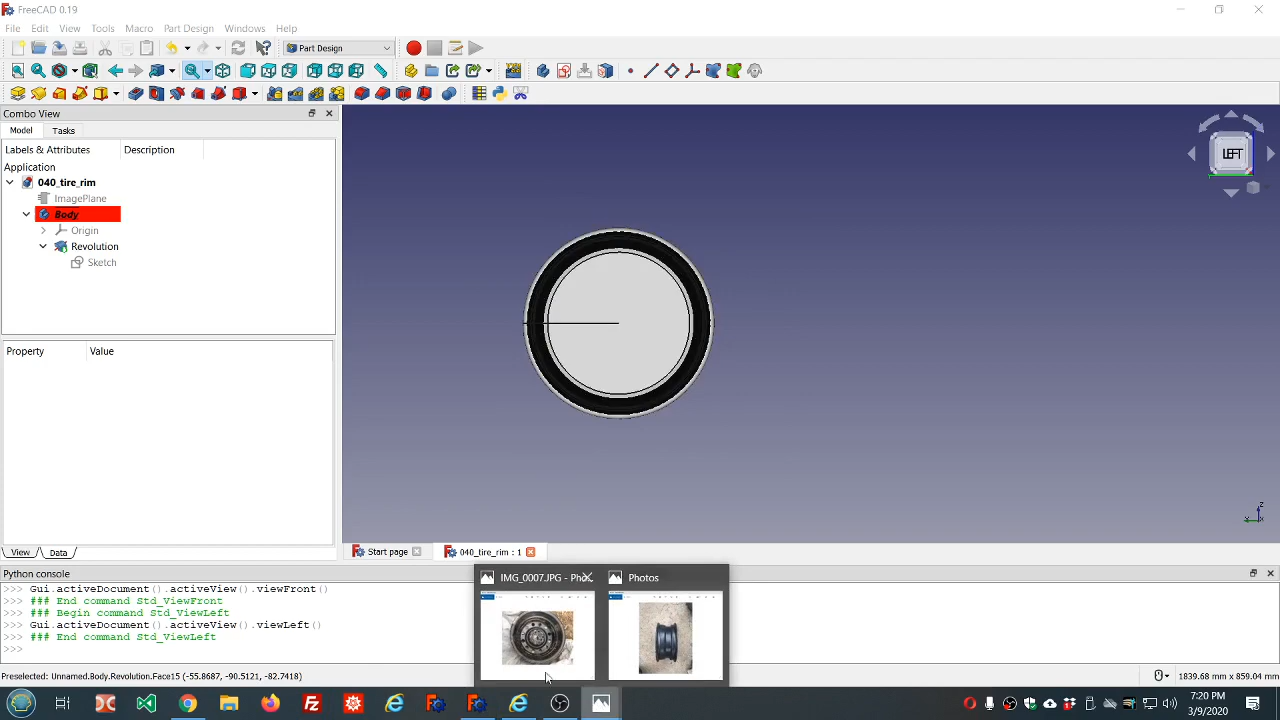 FreeCAD 0.19
File Edit View Tools Macro Part Design Windows Help
Part Design
Combo View
Model Tasks
Labels & Attributes Description
Application
040_tire_rim
ImagePlane
Body
Origin
Revolution
Sketch
LEFT
Property Value
View Data
Start page 040_tire_rim : 1
Python console
>>> Gui.activeDocument().activeView().viewFront()
>>> ### End command Std_ViewFront
>>> ### Begin command Std_ViewLeft
>>> Gui.activeDocument().activeView().viewLeft()
>>> ### End command Std_ViewLeft
>>>
IMG_0007.JPG - Pho... Photos
Preselected: Unnamed.Body.Revolution.Face15 (-55.8687, -90.5121, -82.7418)
1839.68 mm x 859.04 mm
7:20 PM
3/9/2020